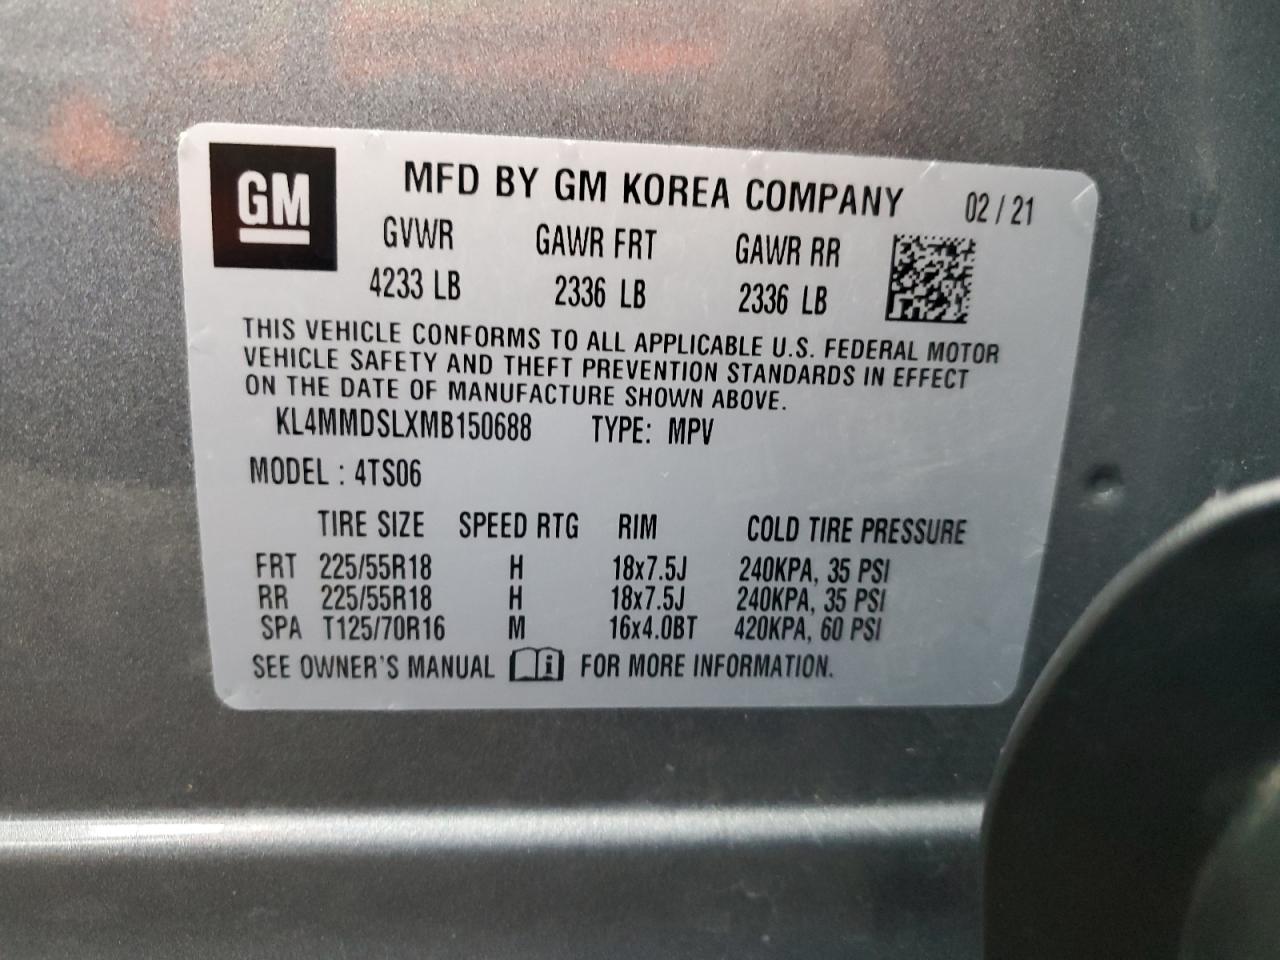 GM
MFD BY GM KOREA COMPANY 02 / 21
GVWR GAWR FRT GAWR RR
4233 LB 2336 LB 2336 LB
THIS VEHICLE CONFORMS TO ALL APPLICABLE U.S. FEDERAL MOTOR
VEHICLE SAFETY AND THEFT PREVENTION STANDARDS IN EFFECT
ON THE DATE OF MANUFACTURE SHOWN ABOVE.
KL4MMDSLXMB150688 TYPE: MPV
MODEL : 4TS06
TIRE SIZE SPEED RTG RIM COLD TIRE PRESSURE
FRT 225/55R18 H 18x7.5J 240KPA, 35 PSI
RR 225/55R18 H 18x7.5J 240KPA, 35 PSI
SPA T125/70R16 M 16x4.0BT 420KPA, 60 PSI
SEE OWNER'S MANUAL i FOR MORE INFORMATION.